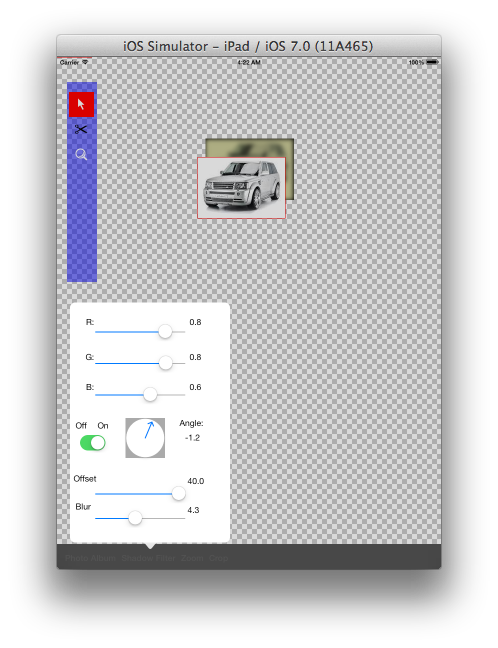 iOS Simulator - iPad / iOS 7.0 (11A465)
Carrier 4:22 AM 100%
R: 0.8
G: 0.8
B: 0.6
Off On Angle:
-1.2
Offset 40.0
Blur 4.3